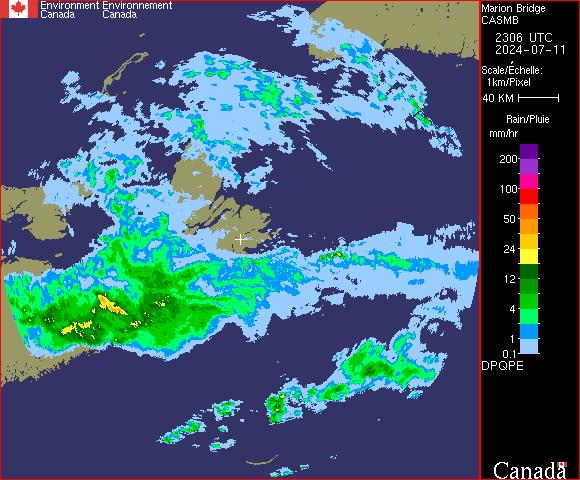 Environment Environnement
Canada Canada
Marion Bridge
CASMB
2306 UTC
2024-07-11
Scale/Échelle:
1km/Pixel
40 KM
Rain/Pluie
mm/hr
200
100
50
24
12
4
1
0.1
DPQPE
Canada